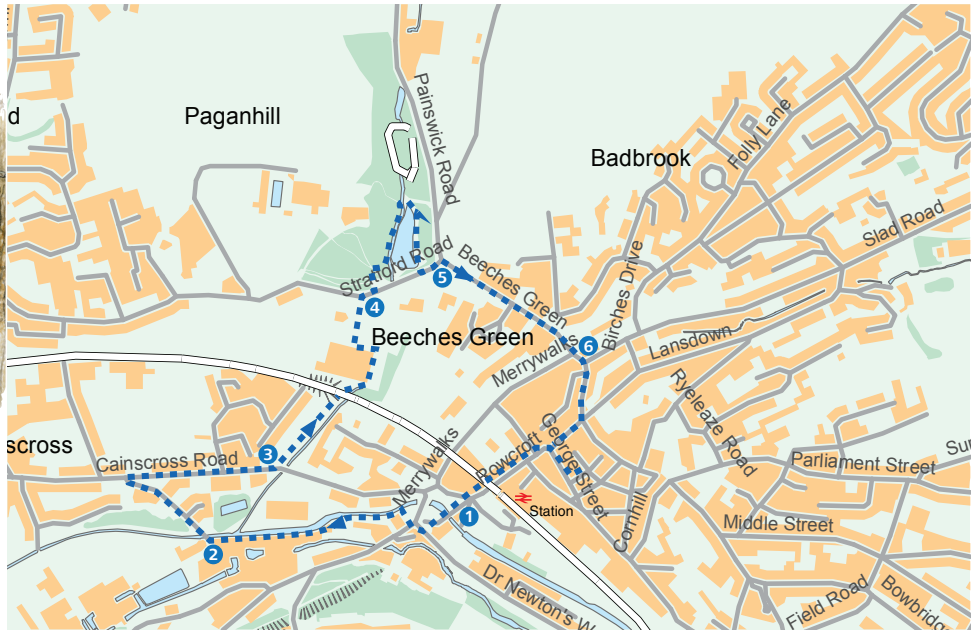 d
Paganhill
Painswick Road
Badbrook
Folly Lane
Slad Road
Stratford Road
Beeches Green
5
4
Beeches Green
Birches Drive
6
Merrywalks
Lansdown
Ryeleaze Road
scross
Cainscross Road
3
Merrywalks
Rowcroft
George Street
Parliament Street
Su
Station
1
Cornhill
Middle Street
2
Dr Newton's W
Field Road
Bowbridge